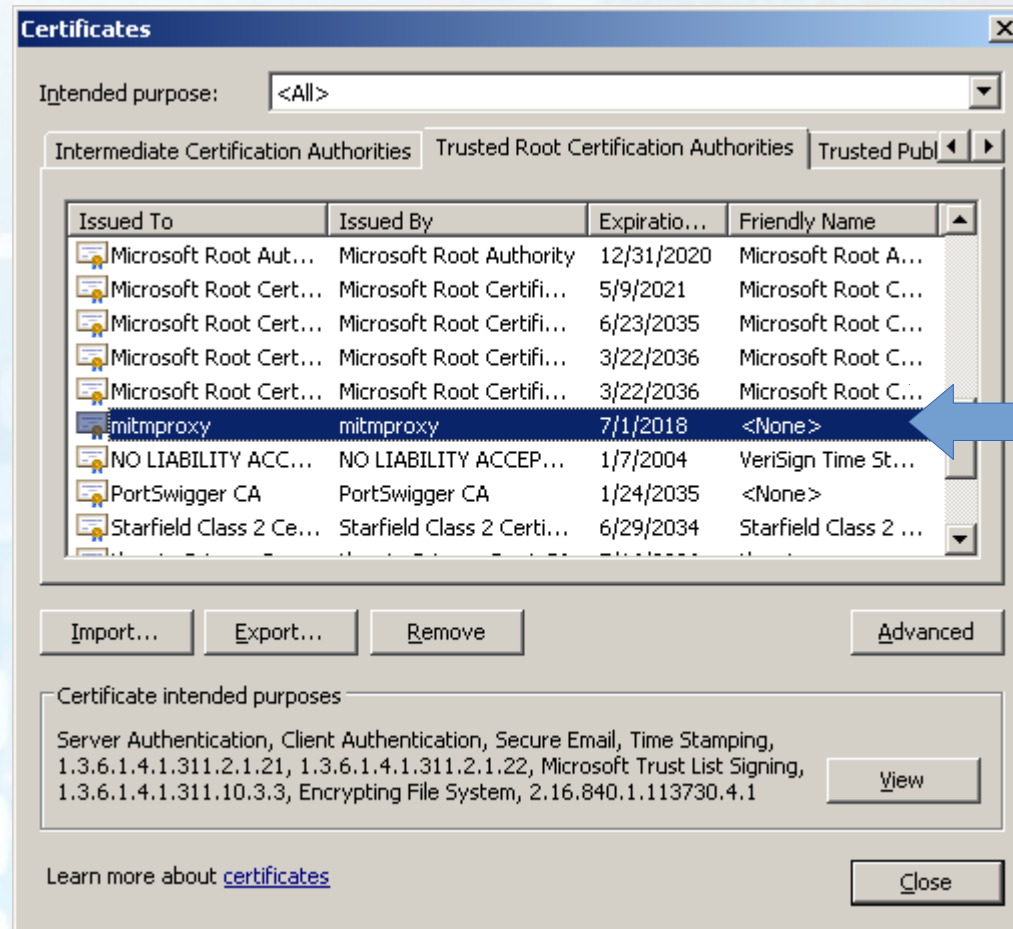 Certificates
Intended purpose: <All>
Intermediate Certification Authorities Trusted Root Certification Authorities Trusted Publ
Issued To Issued By Expiratio... Friendly Name
Microsoft Root Aut... Microsoft Root Authority 12/31/2020 Microsoft Root A...
Microsoft Root Cert... Microsoft Root Certifi... 5/9/2021 Microsoft Root C...
Microsoft Root Cert... Microsoft Root Certifi... 6/23/2035 Microsoft Root C...
Microsoft Root Cert... Microsoft Root Certifi... 3/22/2036 Microsoft Root C...
Microsoft Root Cert... Microsoft Root Certifi... 3/22/2036 Microsoft Root C...
mitmproxy mitmproxy 7/1/2018 <None>
NO LIABILITY ACC... NO LIABILITY ACCEP... 1/7/2004 VeriSign Time St...
PortSwigger CA PortSwigger CA 1/24/2035 <None>
Starfield Class 2 Ce... Starfield Class 2 Certi... 6/29/2034 Starfield Class 2 ...
Import... Export... Remove Advanced
Certificate intended purposes
Server Authentication, Client Authentication, Secure Email, Time Stamping,
1.3.6.1.4.1.311.2.1.21, 1.3.6.1.4.1.311.2.1.22, Microsoft Trust List Signing,
1.3.6.1.4.1.311.10.3.3, Encrypting File System, 2.16.840.1.113730.4.1
View
Learn more about certificates
Close